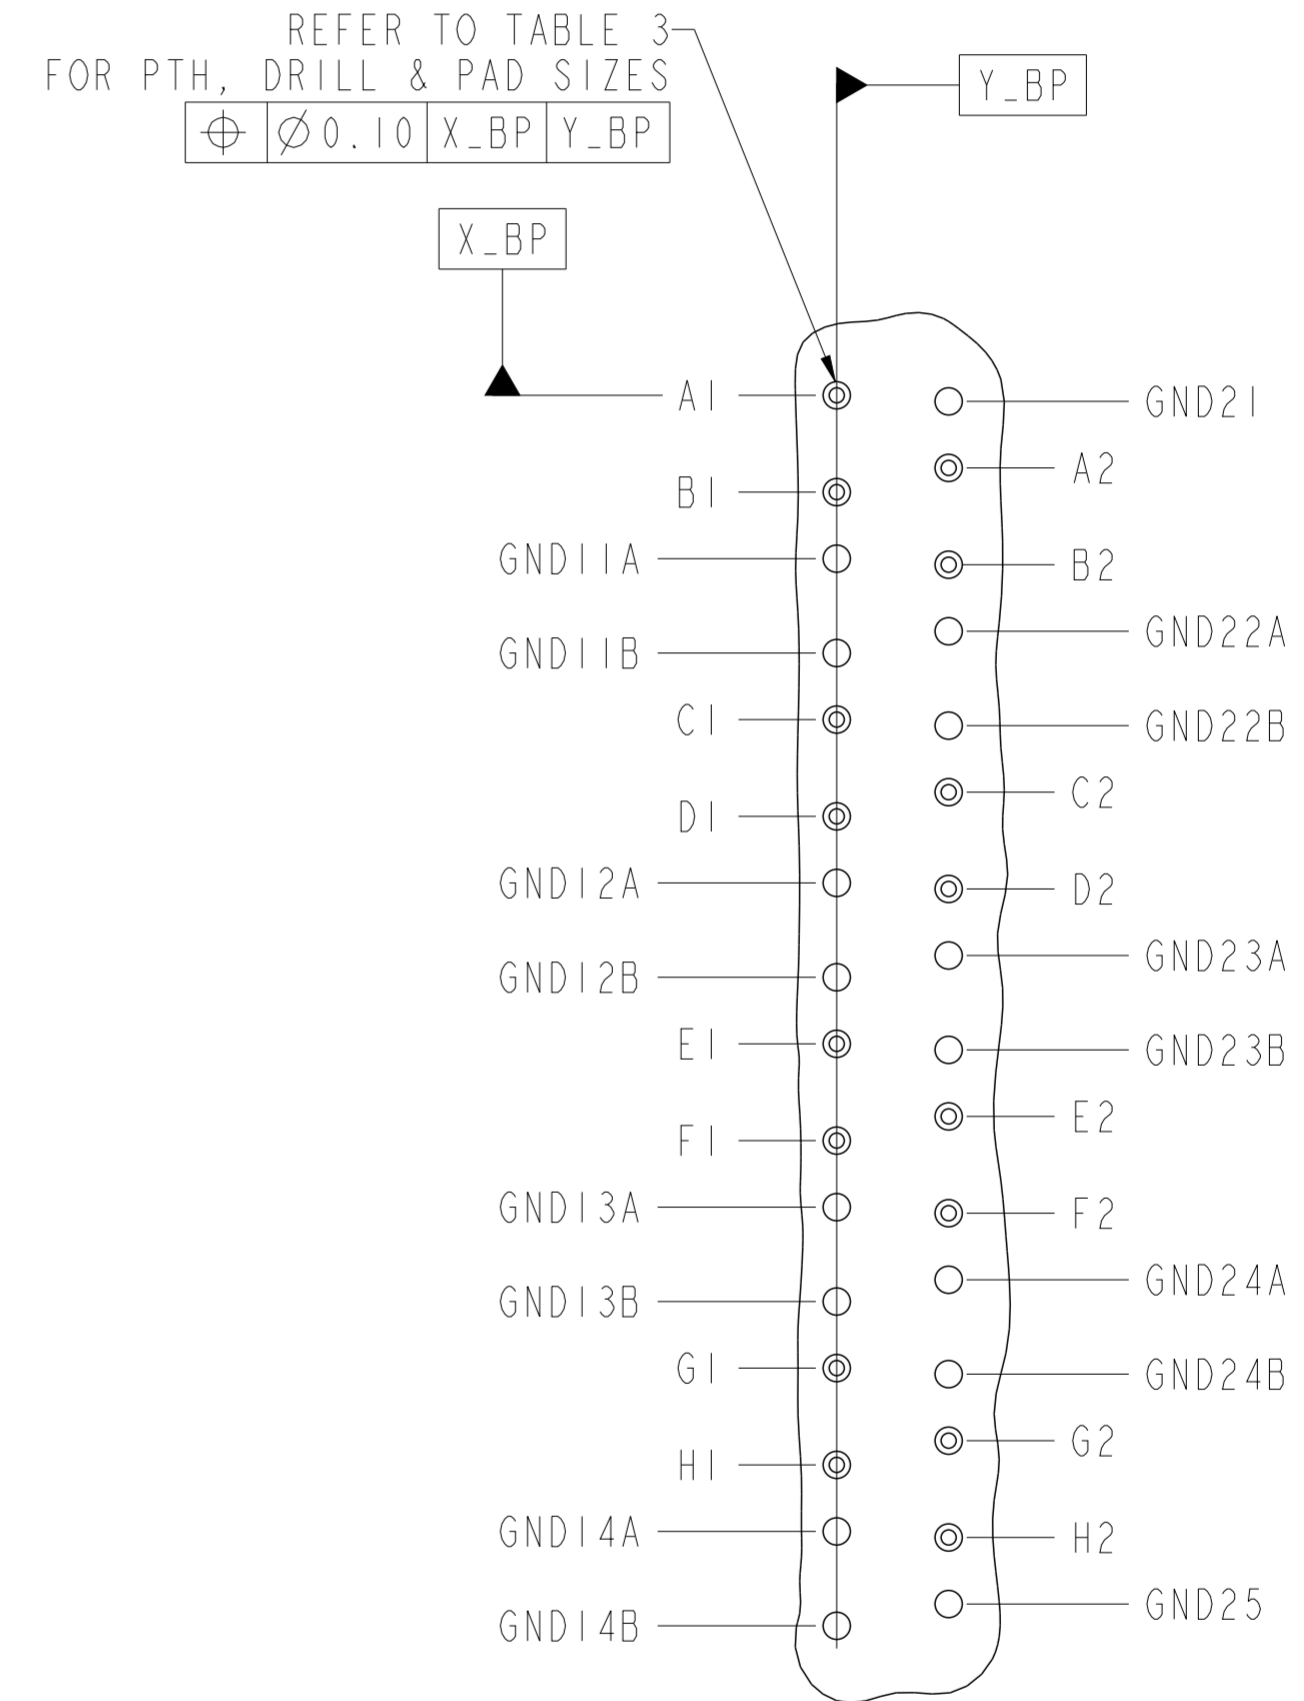 REFER TO TABLE 3
FOR PTH, DRILL & PAD SIZES
⌖ Ø0.10 X_BP Y_BP
Y_BP
X_BP
A1
GND21
A2
B1
GND11A
B2
GND22A
GND11B
C1
GND22B
C2
D1
GND12A
D2
GND23A
GND12B
E1
GND23B
E2
F1
GND13A
F2
GND24A
GND13B
G1
GND24B
G2
H1
GND14A
H2
GND25
GND14B